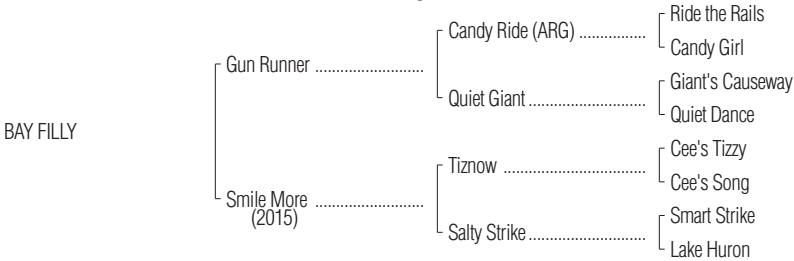 Ride the Rails
Candy Ride (ARG) ................
Candy Girl
Gun Runner ..........................
Giant's Causeway
Quiet Giant ............................
Quiet Dance
BAY FILLY
Cee's Tizzy
Tiznow ..................................
Cee's Song
Smile More ..........................
(2015)
Smart Strike
Salty Strike ............................
Lake Huron